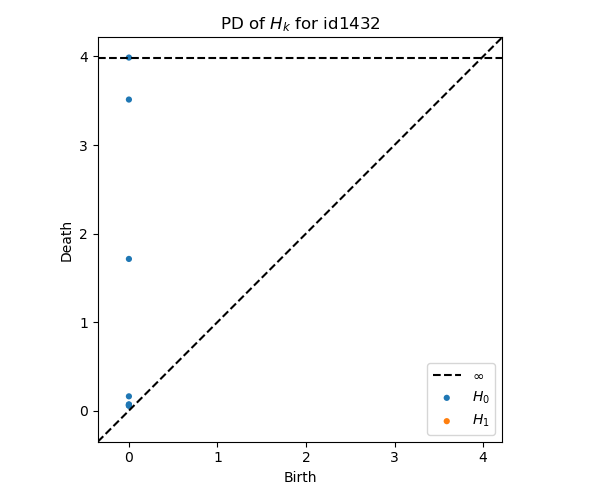 PD of $H_k$ for id1432
4
3
2
1
0
Death
0 1 2 3 4
Birth
∞
$H_0$
$H_1$